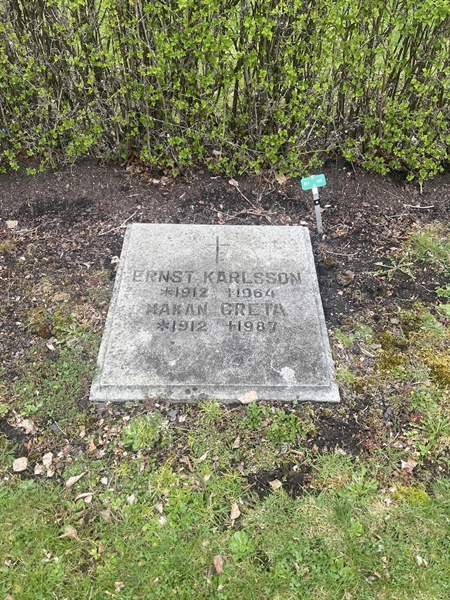 ERNST KARLSSON
*1912 †1964
MAKAN GRETA
*1912 †1987